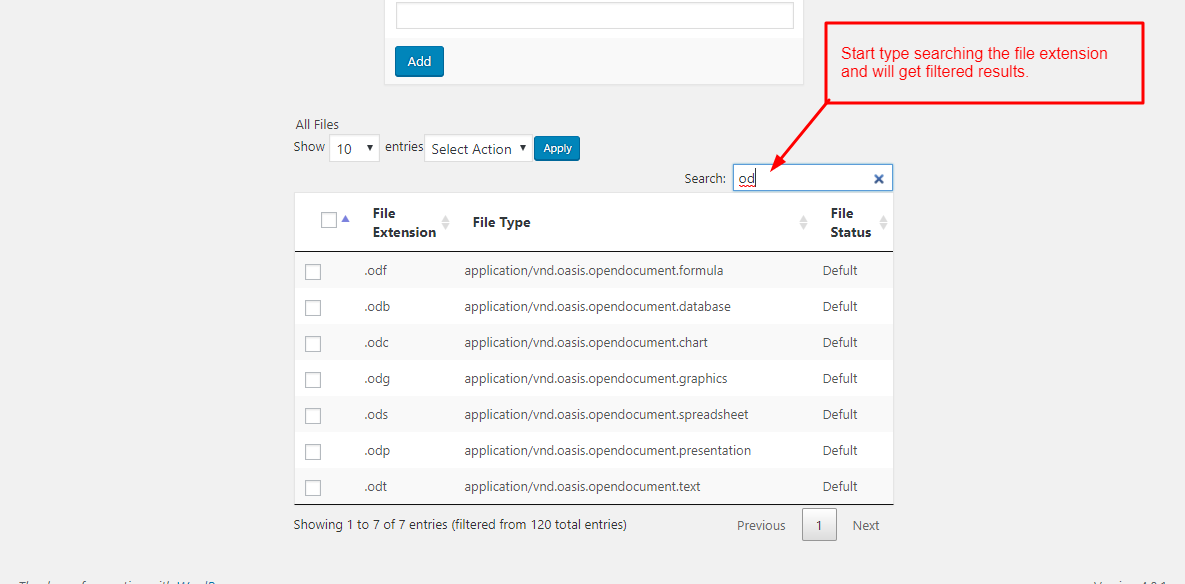 Add
Start type searching the file extension
and will get filtered results.
All Files
Show 10 entries Select Action Apply
Search: od
File Extension File Type File Status
.odf application/vnd.oasis.opendocument.formula Defult
.odb application/vnd.oasis.opendocument.database Defult
.odc application/vnd.oasis.opendocument.chart Defult
.odg application/vnd.oasis.opendocument.graphics Defult
.ods application/vnd.oasis.opendocument.spreadsheet Defult
.odp application/vnd.oasis.opendocument.presentation Defult
.odt application/vnd.oasis.opendocument.text Defult
Showing 1 to 7 of 7 entries (filtered from 120 total entries) Previous 1 Next